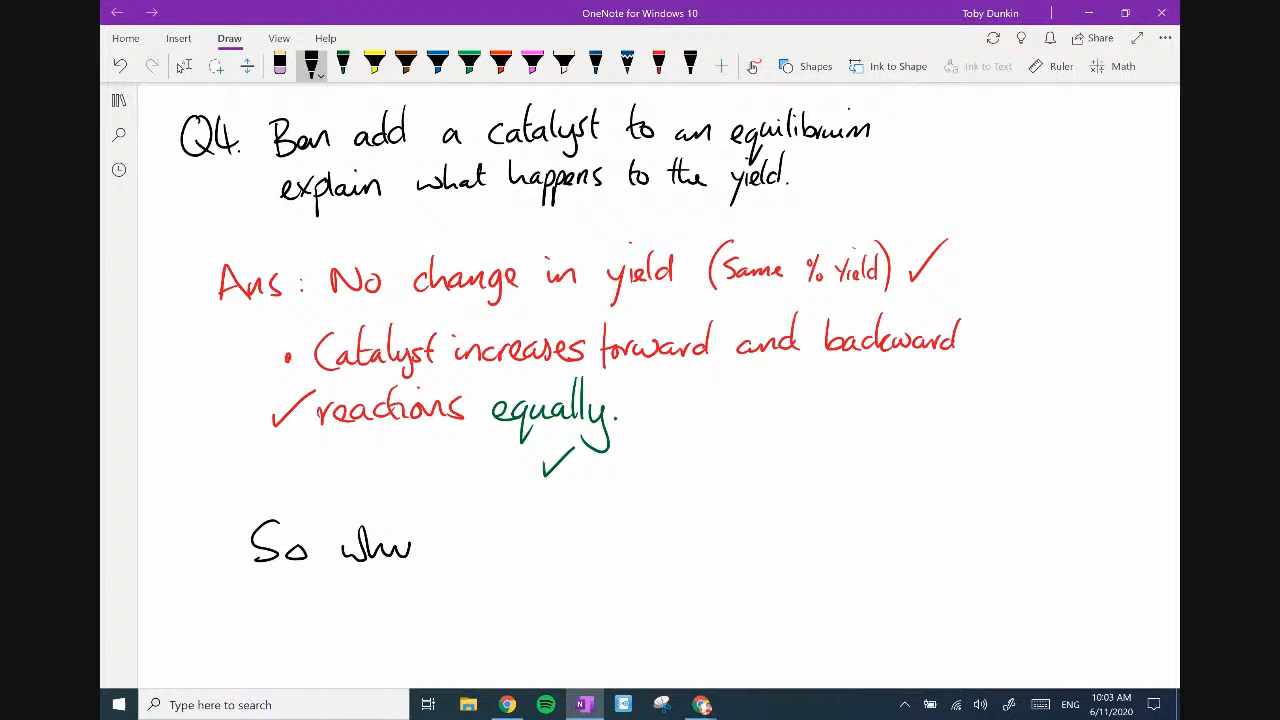 OneNote for Windows 10
Toby Dunkin
Home Insert Draw View Help
Share
Shapes Ink to Shape Ink to Text Ruler Math
Q4. Ben add a catalyst to an equilibrium
explain what happens to the yield.
Ans: No change in yield (Same % yield) ✓
• Catalyst increases forward and backward
✓ reactions equally.
✓
So
Type here to search
ENG
10:03 AM
6/11/2020